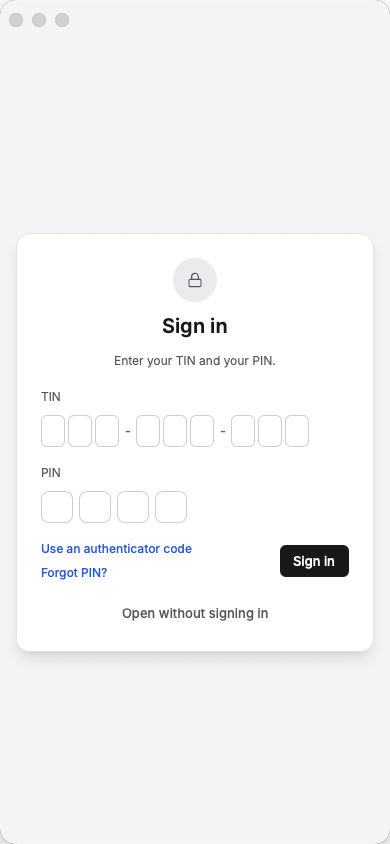 Sign in
Enter your TIN and your PIN.
TIN
- -
PIN
Use an authenticator code
Forgot PIN?
Sign in
Open without signing in